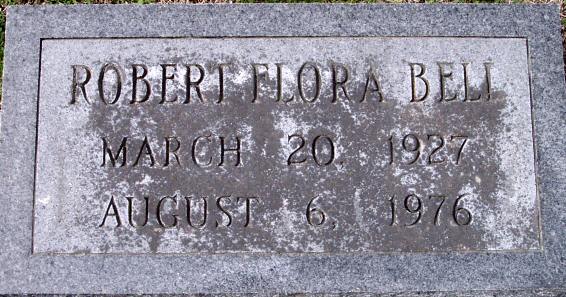 ROBERT FLORA BELL
MARCH 20, 1927
AUGUST 6, 1976